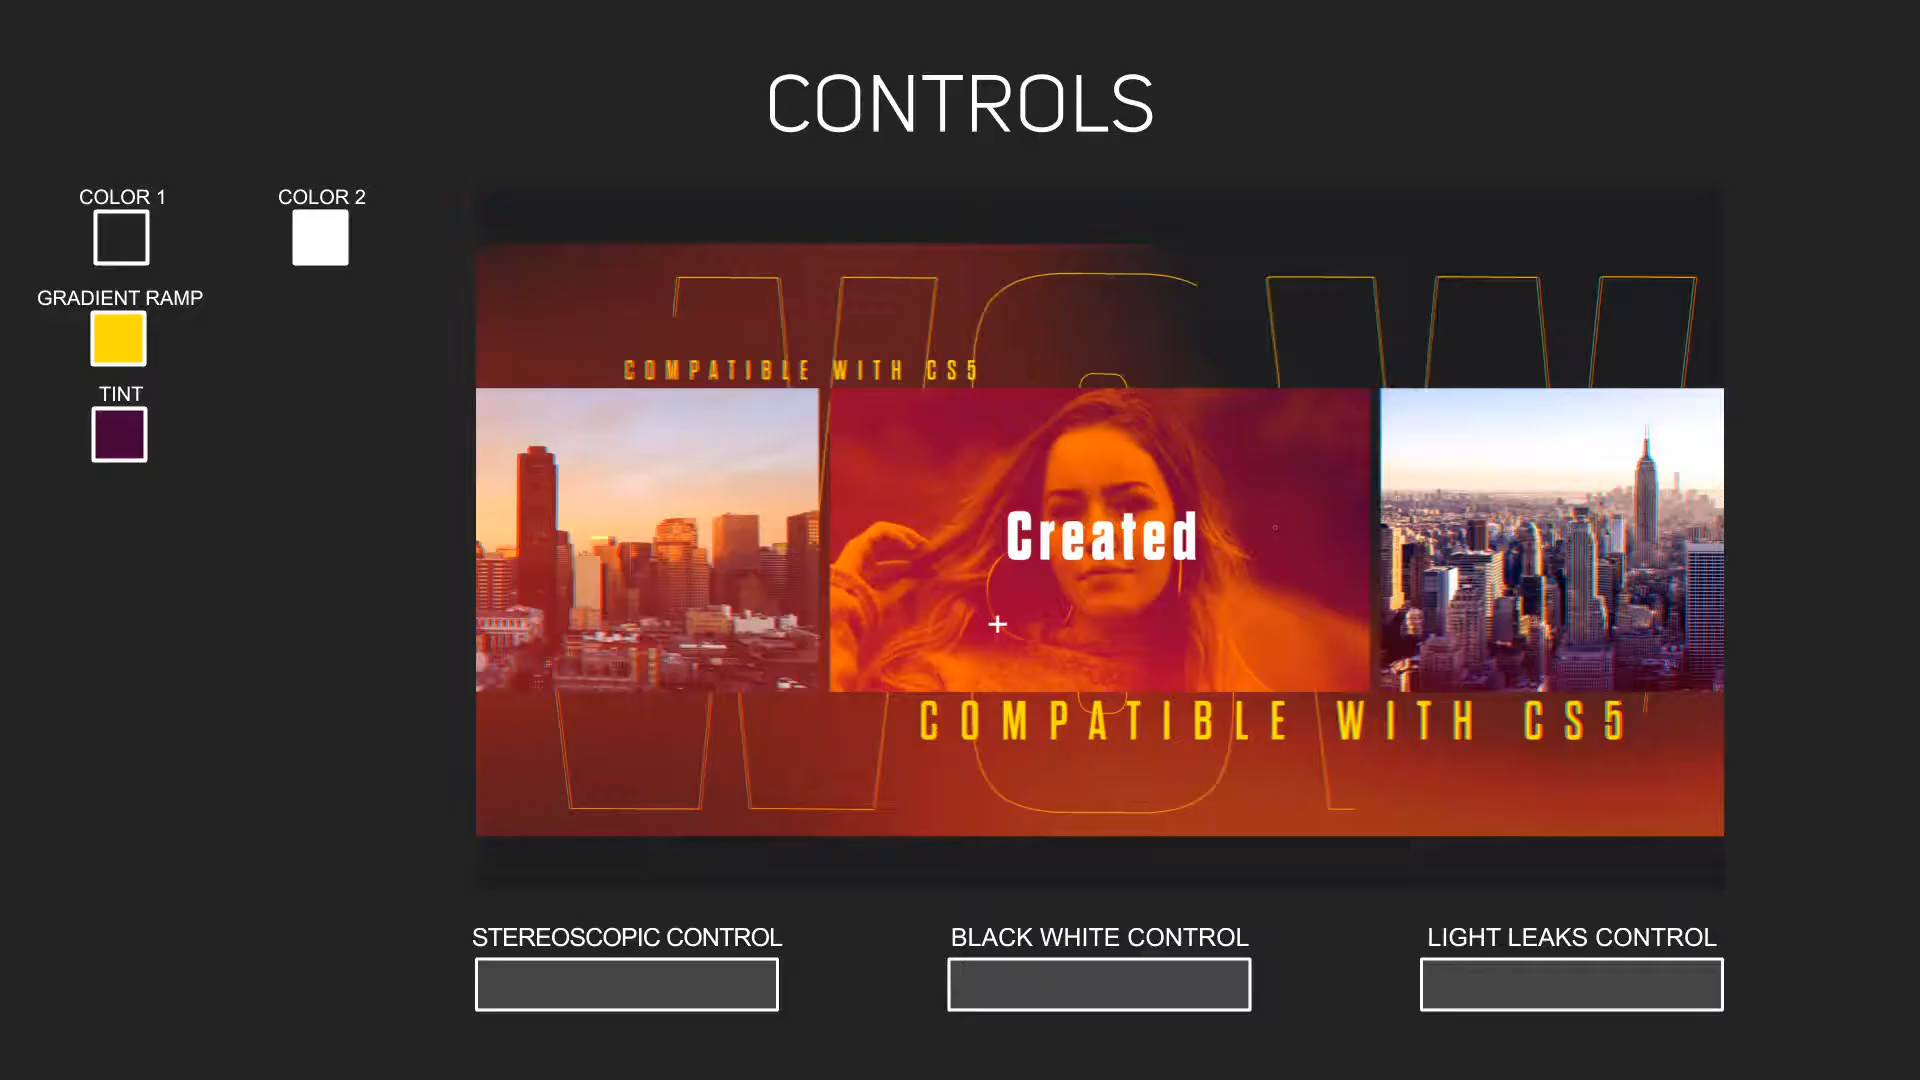 CONTROLS
COLOR 1
COLOR 2
GRADIENT RAMP
TINT
COMPATIBLE WITH CS5
Created
COMPATIBLE WITH CS5
STEREOSCOPIC CONTROL
BLACK WHITE CONTROL
LIGHT LEAKS CONTROL